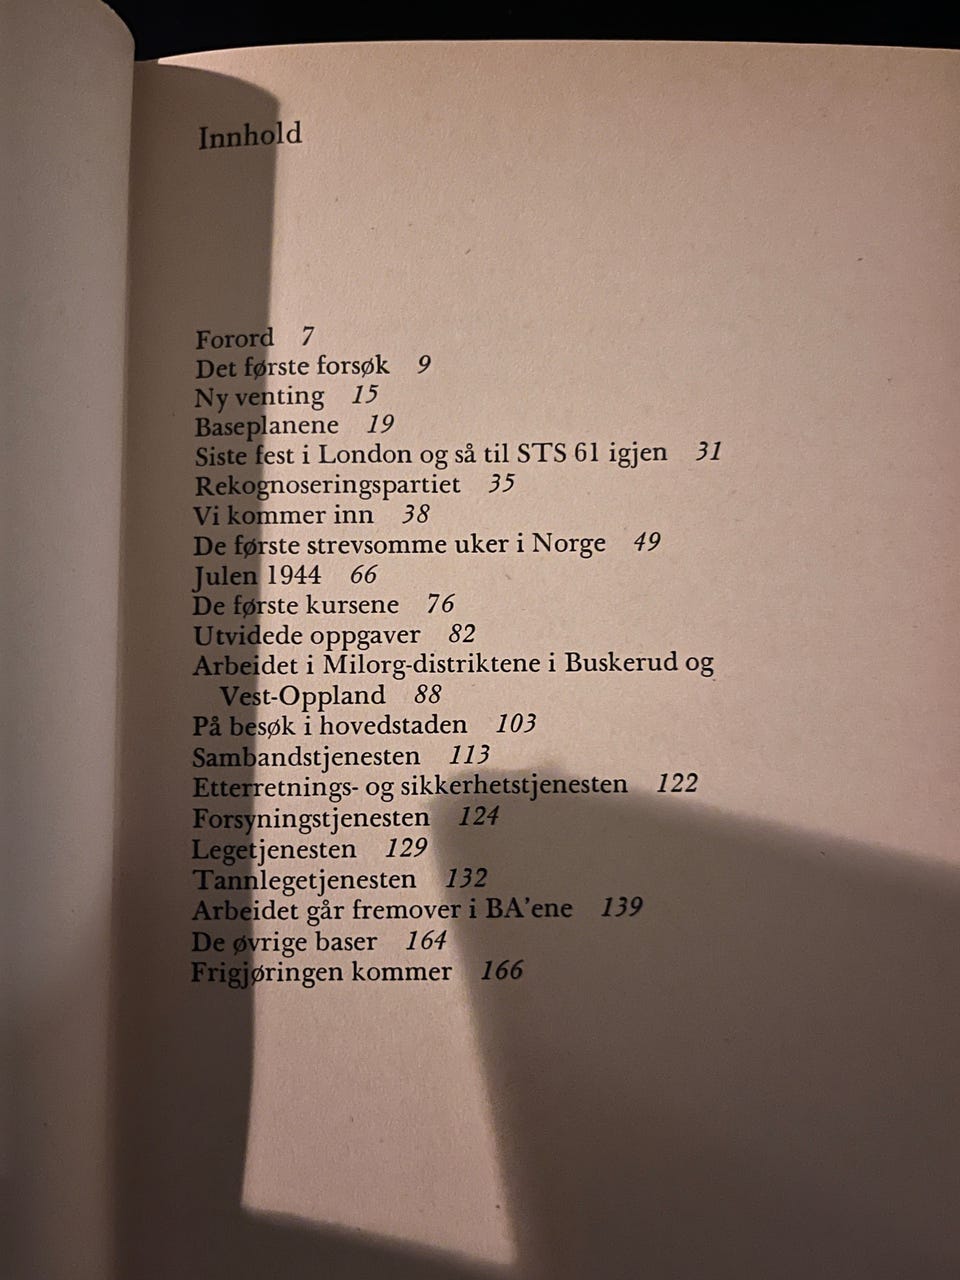 Innhold
Forord 7
Det første forsøk 9
Ny venting 15
Baseplanene 19
Siste fest i London og så til STS 61 igjen 31
Rekognoseringspartiet 35
Vi kommer inn 38
De første strevsomme uker i Norge 49
Julen 1944 66
De første kursene 76
Utvidede oppgaver 82
Arbeidet i Milorg-distriktene i Buskerud og
Vest-Oppland 88
På besøk i hovedstaden 103
Sambandstjenesten 113
Etterretnings- og sikkerhetstjenesten 122
Forsyningstjenesten 124
Legetjenesten 129
Tannlegetjenesten 132
Arbeidet går fremover i BA’ene 139
De øvrige baser 164
Frigjøringen kommer 166